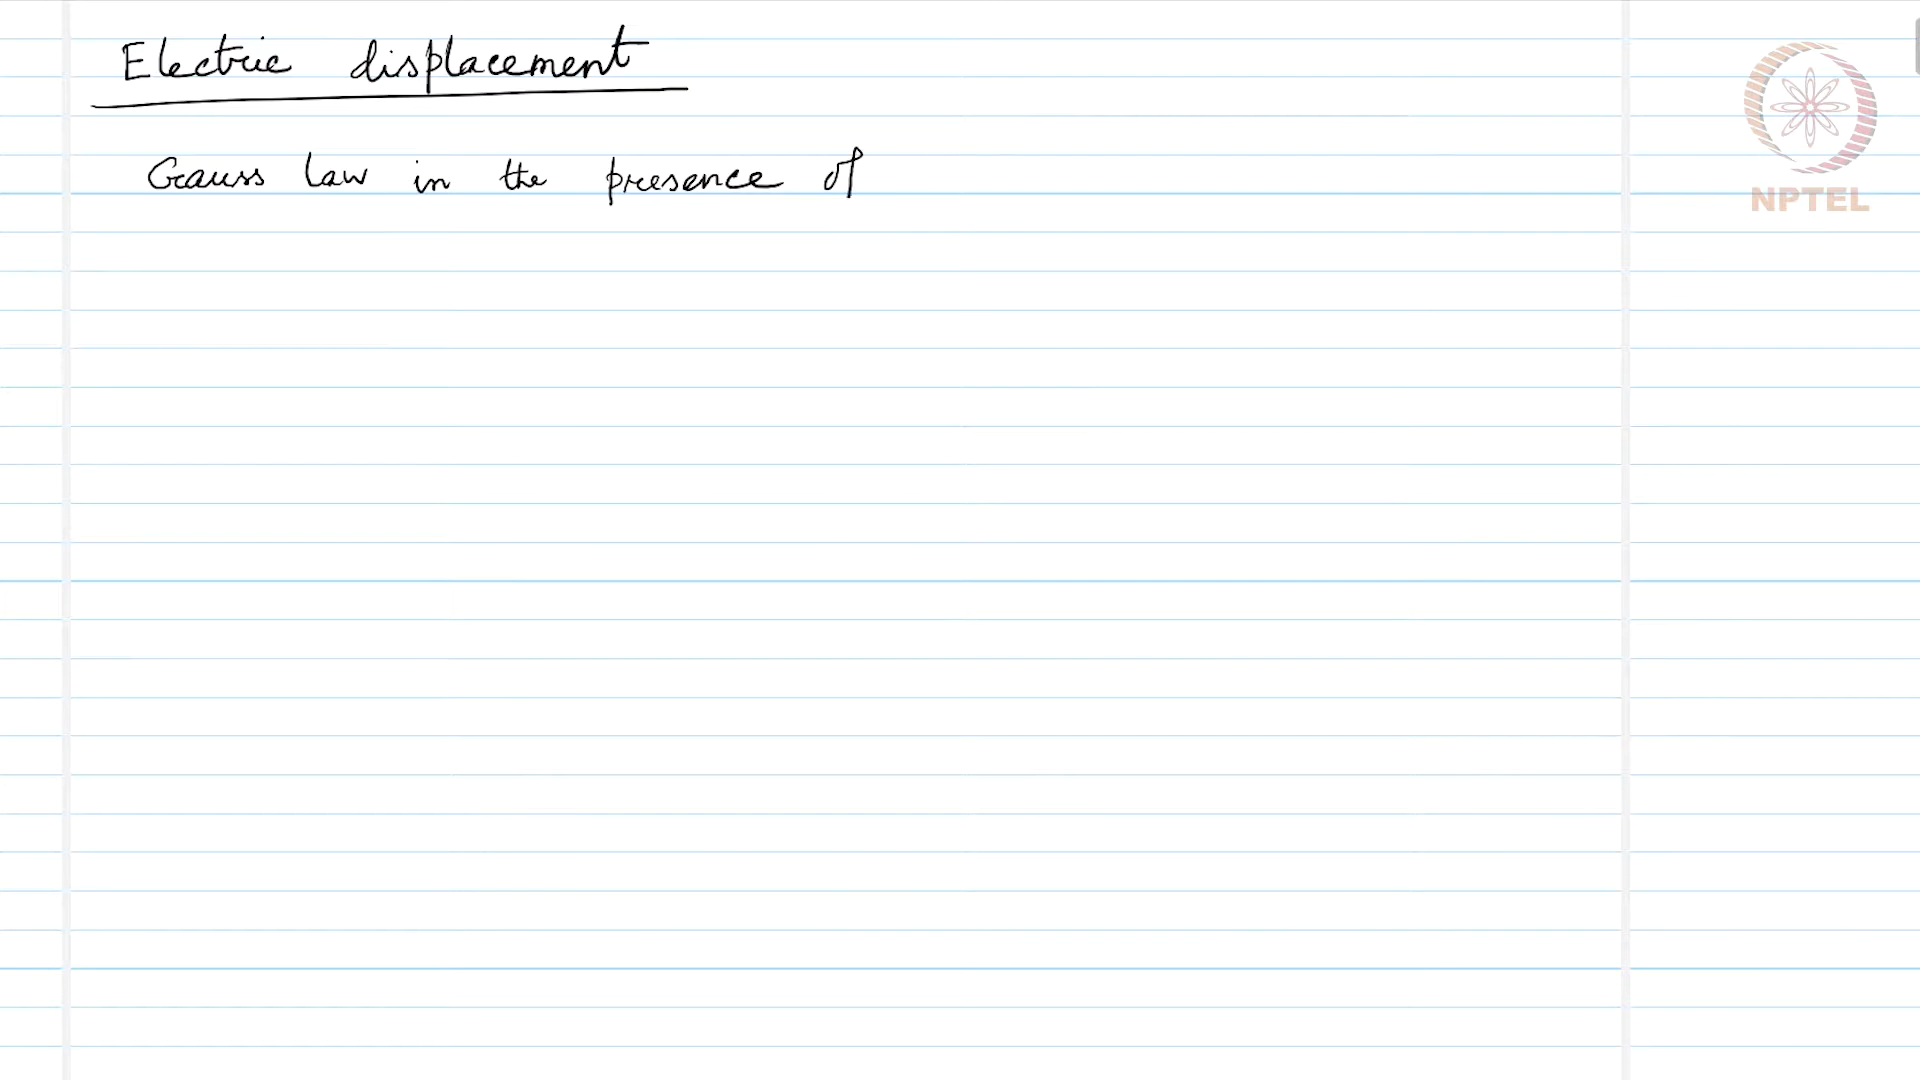 Electric displacement
Gauss law in the presence of
NPTEL